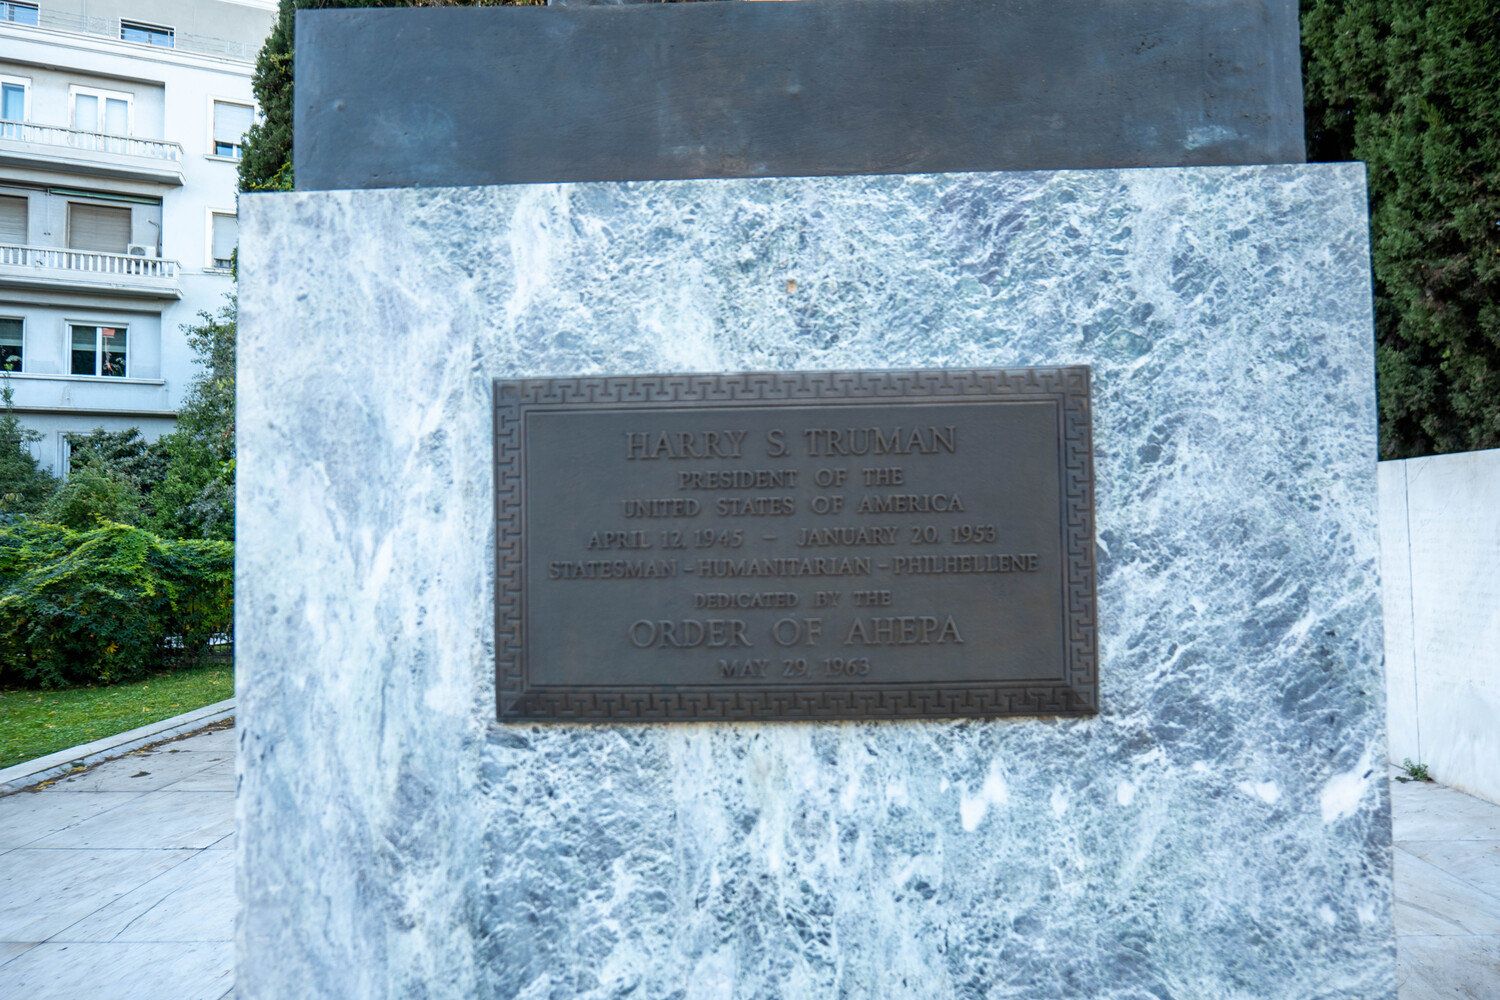 HARRY S. TRUMAN
PRESIDENT OF THE
UNITED STATES OF AMERICA
APRIL 12, 1945 – JANUARY 20, 1953
STATESMAN - HUMANITARIAN - PHILHELLENE
DEDICATED BY THE
ORDER OF AHEPA
MAY 29, 1963